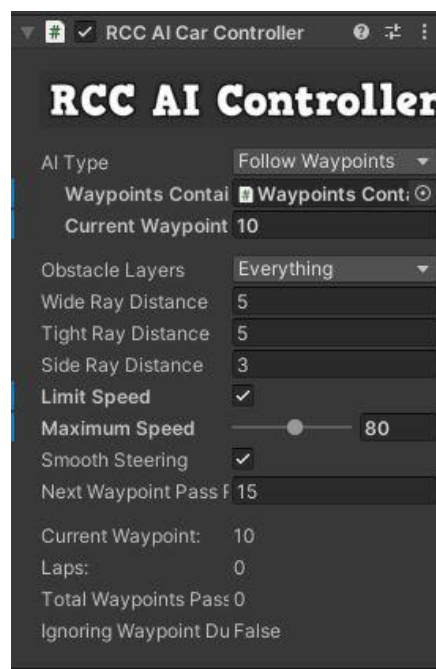 RCC AI Car Controller
RCC AI Controller
AI Type Follow Waypoints
Waypoints Contai Waypoints Conta
Current Waypoint 10
Obstacle Layers Everything
Wide Ray Distance 5
Tight Ray Distance 5
Side Ray Distance 3
Limit Speed
Maximum Speed 80
Smooth Steering
Next Waypoint Pass 15
Current Waypoint: 10
Laps: 0
Total Waypoints Pass 0
Ignoring Waypoint Du False